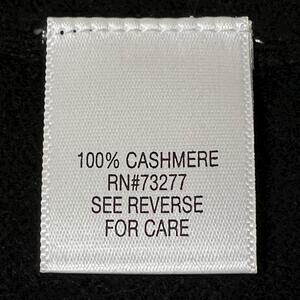 100% CASHMERE
RN#73277
SEE REVERSE
FOR CARE